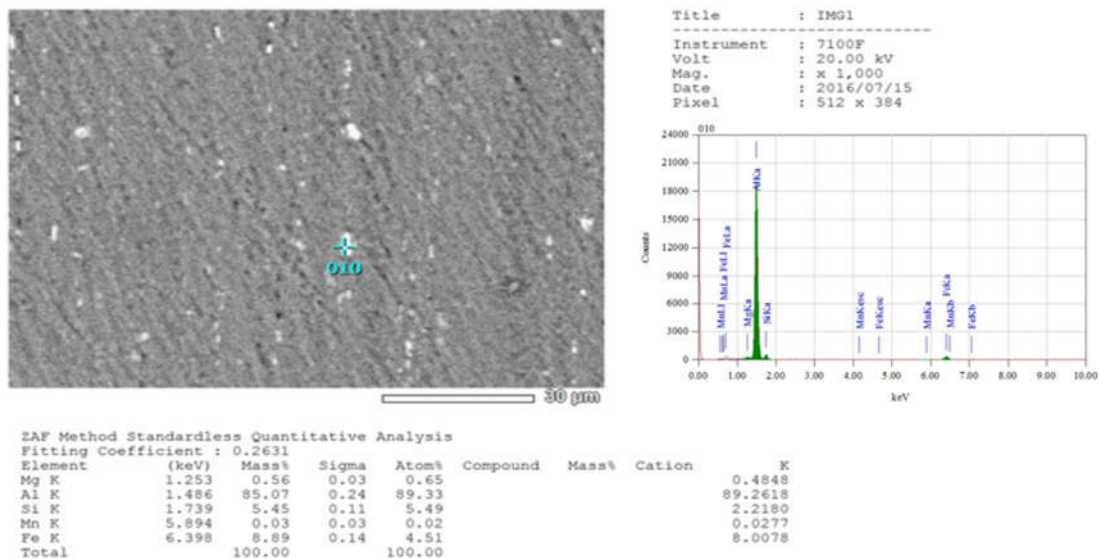 Title : IMG1
---------------------------
Instrument : 7100F
Volt : 20.00 kV
Mag. : x 1,000
Date : 2016/07/15
Pixel : 512 x 384
010
30 µm
010
24000
21000
18000
15000
12000
9000
6000
3000
0
Counts
MnLl
MnLa
FeLl
FeLa
MgKa
AlKa
SiKa
MnKesc
FeKesc
MnKa
FeKa
MnKb
FeKb
0.00 1.00 2.00 3.00 4.00 5.00 6.00 7.00 8.00 9.00 10.00
keV
ZAF Method Standardless Quantitative Analysis
Fitting Coefficient : 0.2631
Element (keV) Mass% Sigma Atom% Compound Mass% Cation K
Mg K 1.253 0.56 0.03 0.65 0.4848
Al K 1.486 85.07 0.24 89.33 89.2618
Si K 1.739 5.45 0.11 5.49 2.2180
Mn K 5.894 0.03 0.03 0.02 0.0277
Fe K 6.398 8.89 0.14 4.51 8.0078
Total 100.00 100.00